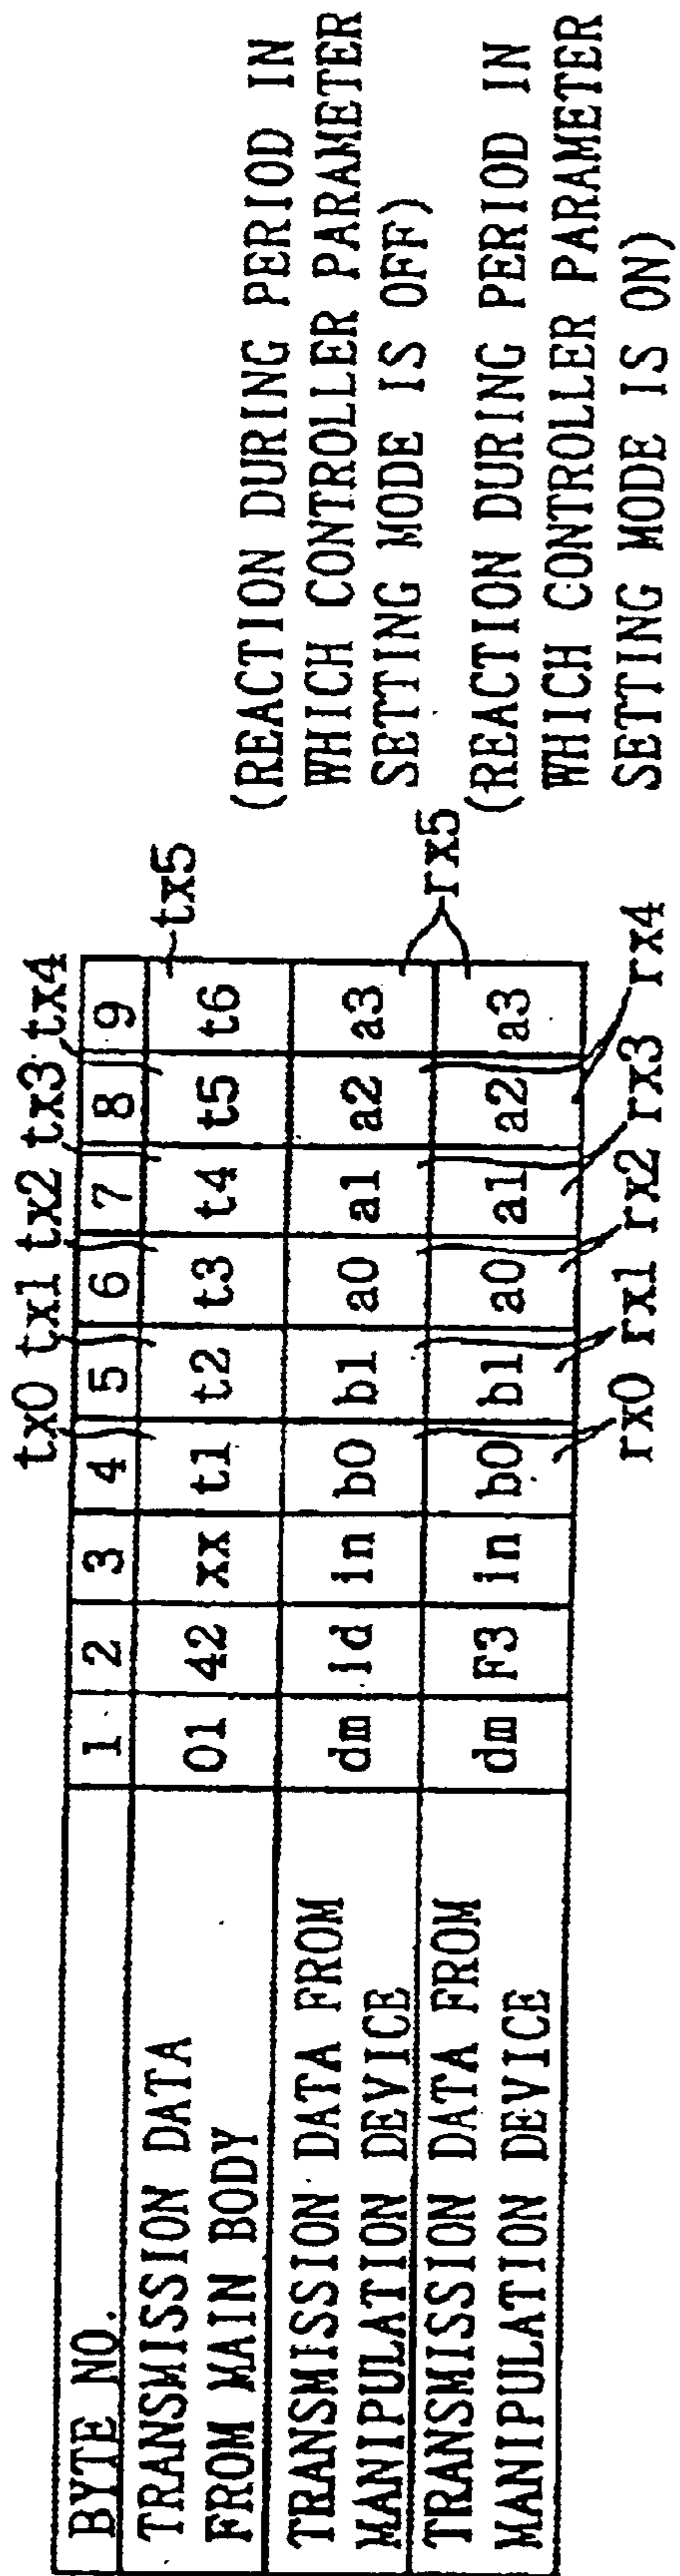 tx0 tx1 tx2 tx3 tx4
BYTE NO. 1 2 3 4 5 6 7 8 9
tx5
TRANSMISSION DATA
FROM MAIN BODY
01 42 xx t1 t2 t3 t4 t5 t6
TRANSMISSION DATA FROM
MANIPULATION DEVICE
dm id in b0 b1 a0 a1 a2 a3
(REACTION DURING PERIOD IN
WHICH CONTROLLER PARAMETER
SETTING MODE IS OFF)
rx5
TRANSMISSION DATA FROM
MANIPULATION DEVICE
dm F3 in b0 b1 a0 a1 a2 a3
(REACTION DURING PERIOD IN
WHICH CONTROLLER PARAMETER
SETTING MODE IS ON)
rx0 rx1 rx2 rx3 rx4